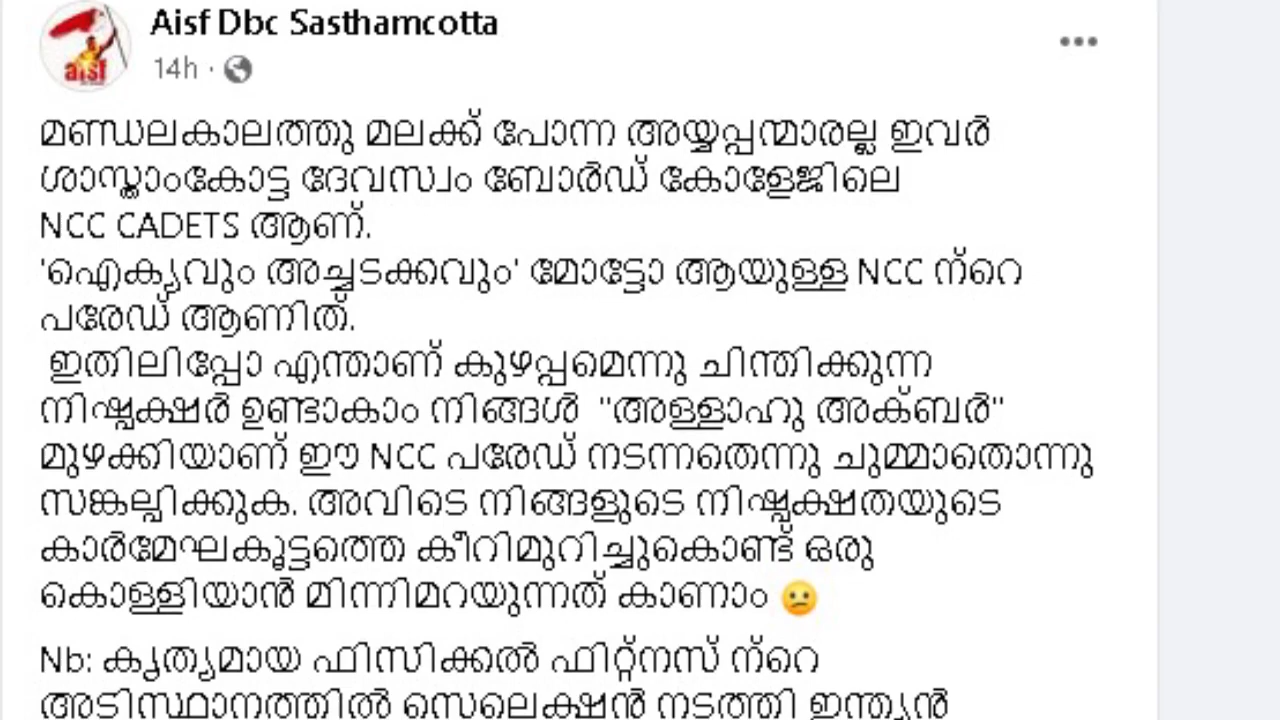 Aisf Dbc Sasthamcotta
aisf
14h ·
മണ്ഡലകാലത്തു മലക്ക് പോന്ന അയ്യപ്പന്മാരല്ല ഇവർ
ശാസ്താംകോട്ട ദേവസ്വം ബോർഡ് കോളേജിലെ
NCC CADETS ആണ്.
'ഐക്യവും അച്ചടക്കവും' മോട്ടോ ആയുള്ള NCC ന്റെ
പരേഡ് ആണിത്.
ഇതിലിപ്പോ എന്താണ് കുഴപ്പമെന്നു ചിന്തിക്കുന്ന
നിഷ്പക്ഷർ ഉണ്ടാകാം നിങ്ങൾ "അള്ളാഹു അക്ബർ"
മുഴക്കിയാണ് ഈ NCC പരേഡ് നടന്നതെന്നു ചുമ്മാതൊന്നു
സങ്കല്പിക്കുക. അവിടെ നിങ്ങളുടെ നിഷ്പക്ഷതയുടെ
കാർമേഘകൂട്ടത്തെ കീറിമുറിച്ചുകൊണ്ട് ഒരു
കൊള്ളിയാൻ മിന്നിമറയുന്നത് കാണാം 😕
Nb: കൃത്യമായ ഫിസിക്കൽ ഫിറ്റ്നസ് ന്റെ
അടിസ്ഥാനത്തിൽ സെലെക്ഷൻ നടത്തി ഇന്ത്യൻ